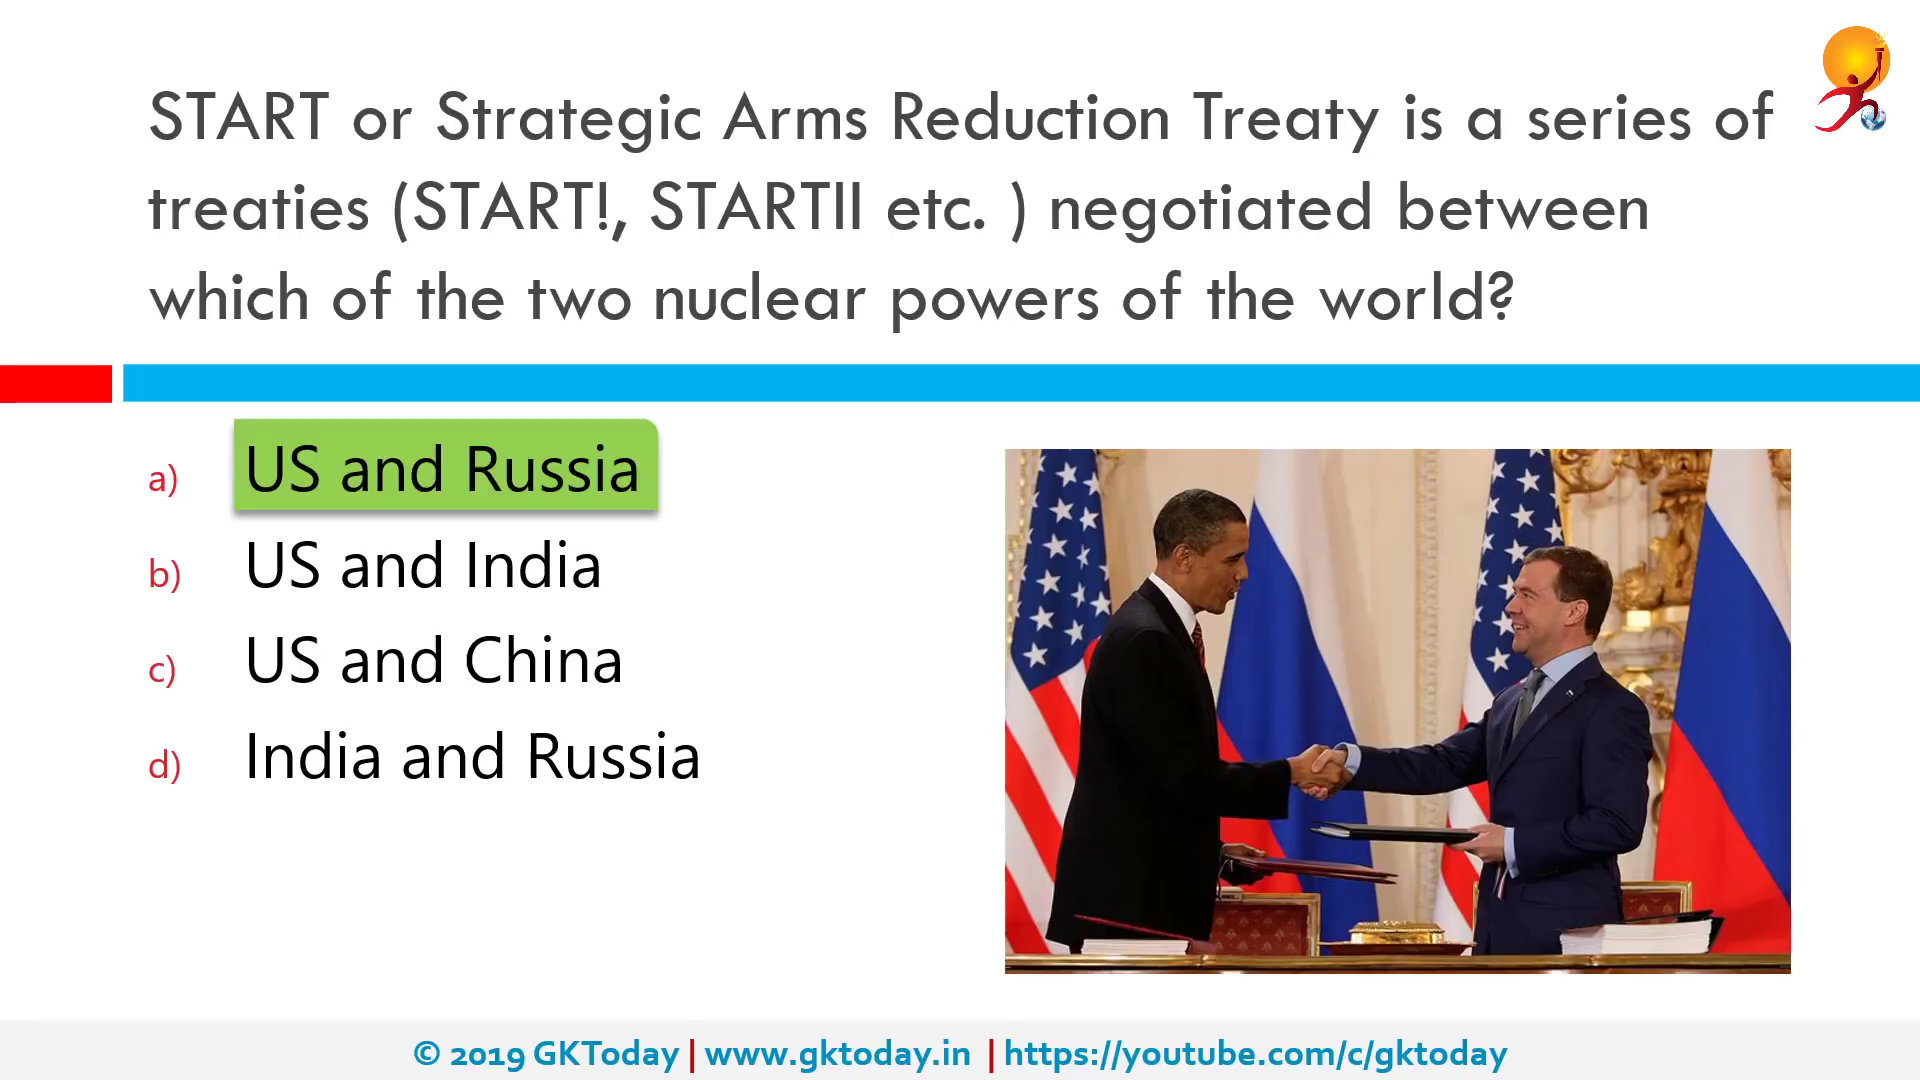 START or Strategic Arms Reduction Treaty is a series of
treaties (START!, STARTII etc. ) negotiated between
which of the two nuclear powers of the world?
a) US and Russia
b) US and India
c) US and China
d) India and Russia
© 2019 GKToday | www.gktoday.in | https://youtube.com/c/gktoday